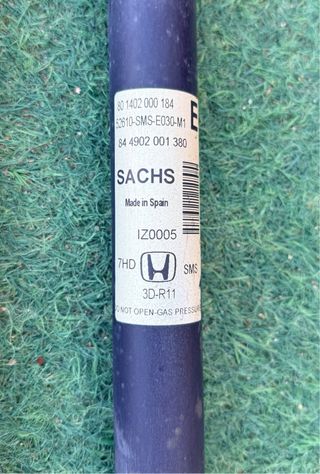 80 1402 000 184
52610-SMS-E030-M1
84 4902 001 380
E
SACHS
Made in Spain
IZ0005
7HD
SMS
3D-R11
NOT OPEN-GAS PRESSURE